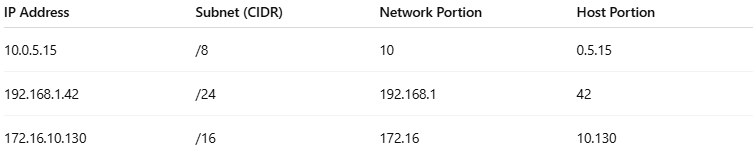 IP Address Subnet (CIDR) Network Portion Host Portion
10.0.5.15 /8 10 0.5.15
192.168.1.42 /24 192.168.1 42
172.16.10.130 /16 172.16 10.130